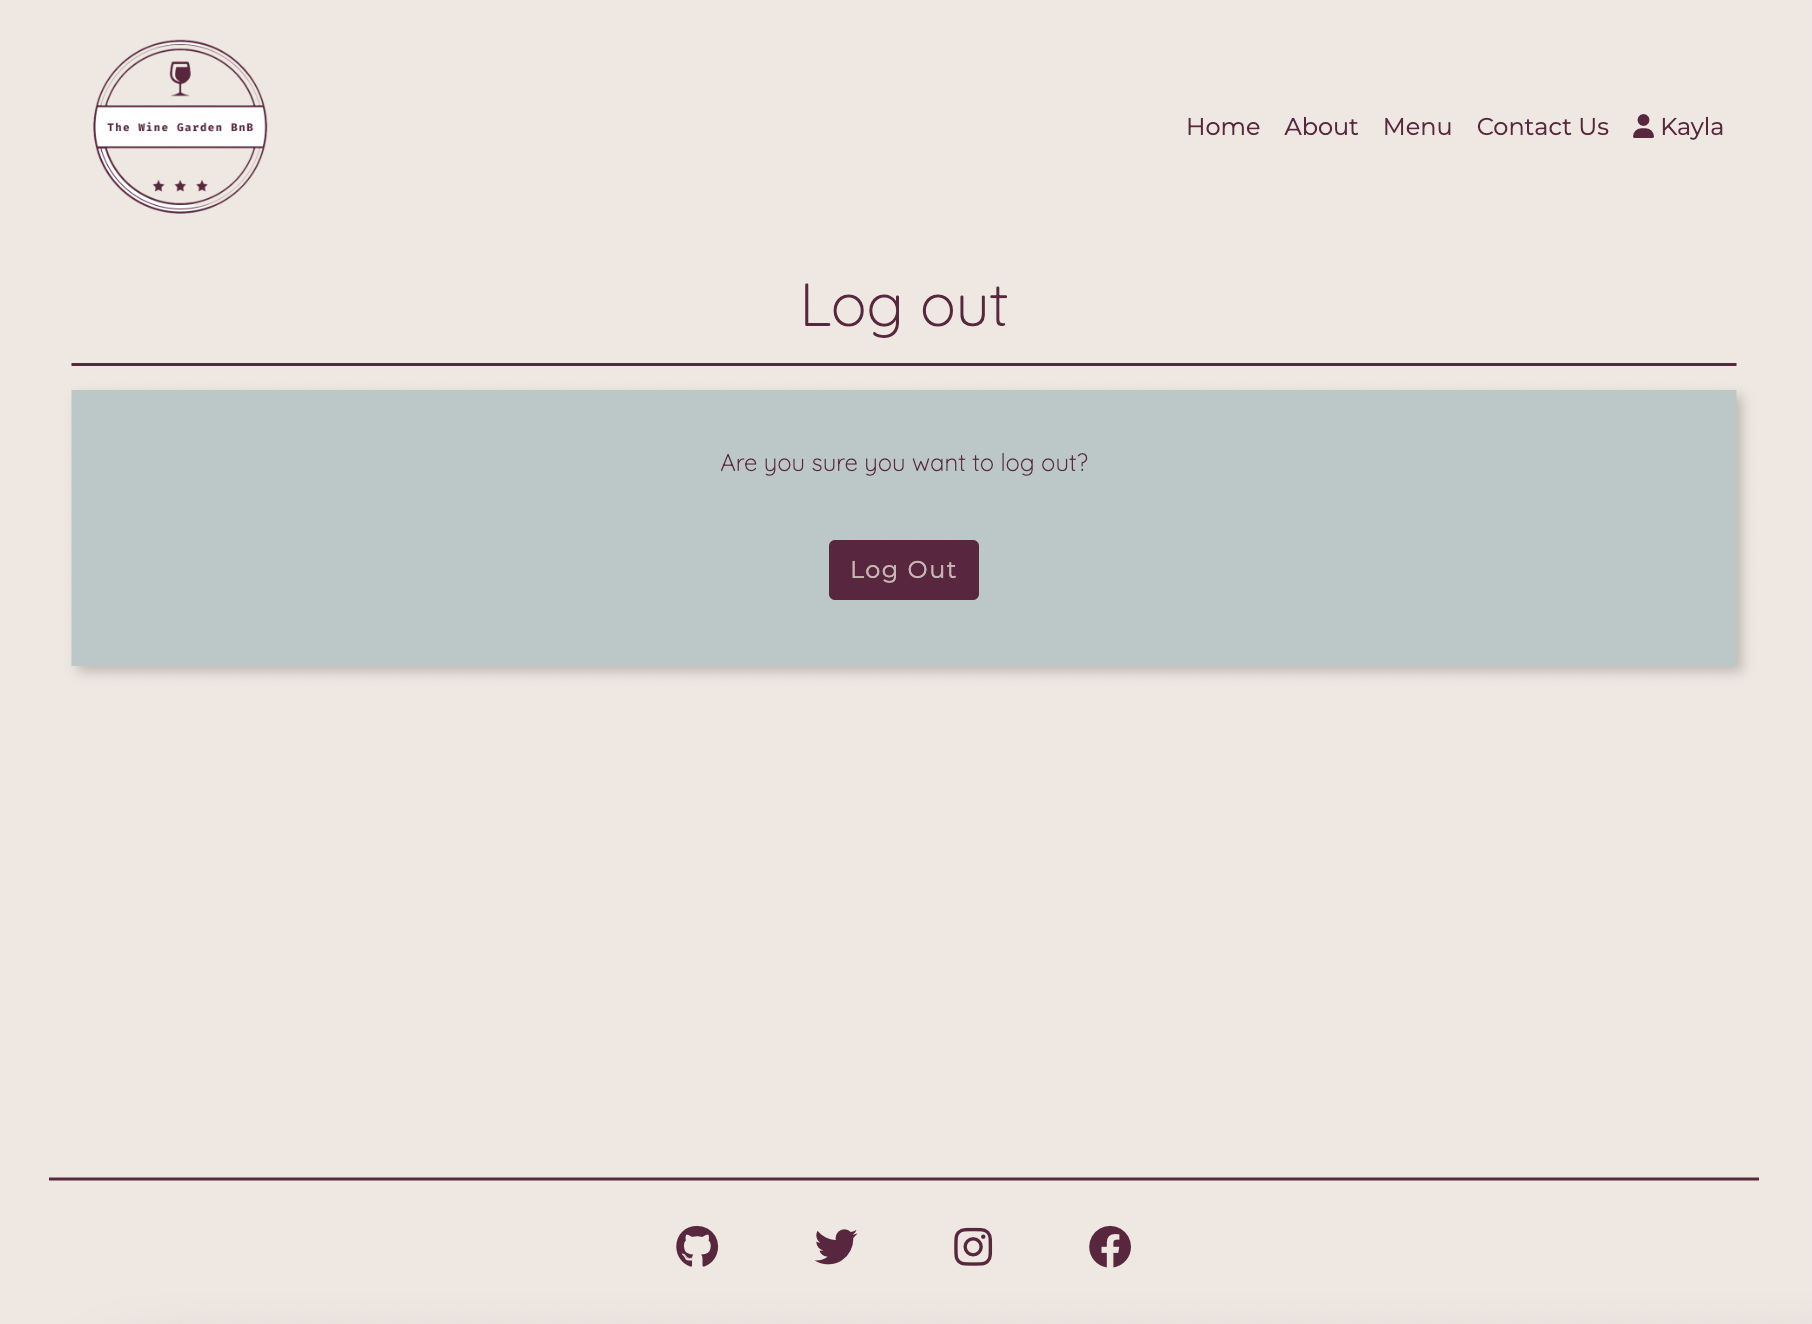 The Wine Garden BnB
Home About Menu Contact Us Kayla
Log out
Are you sure you want to log out?
Log Out